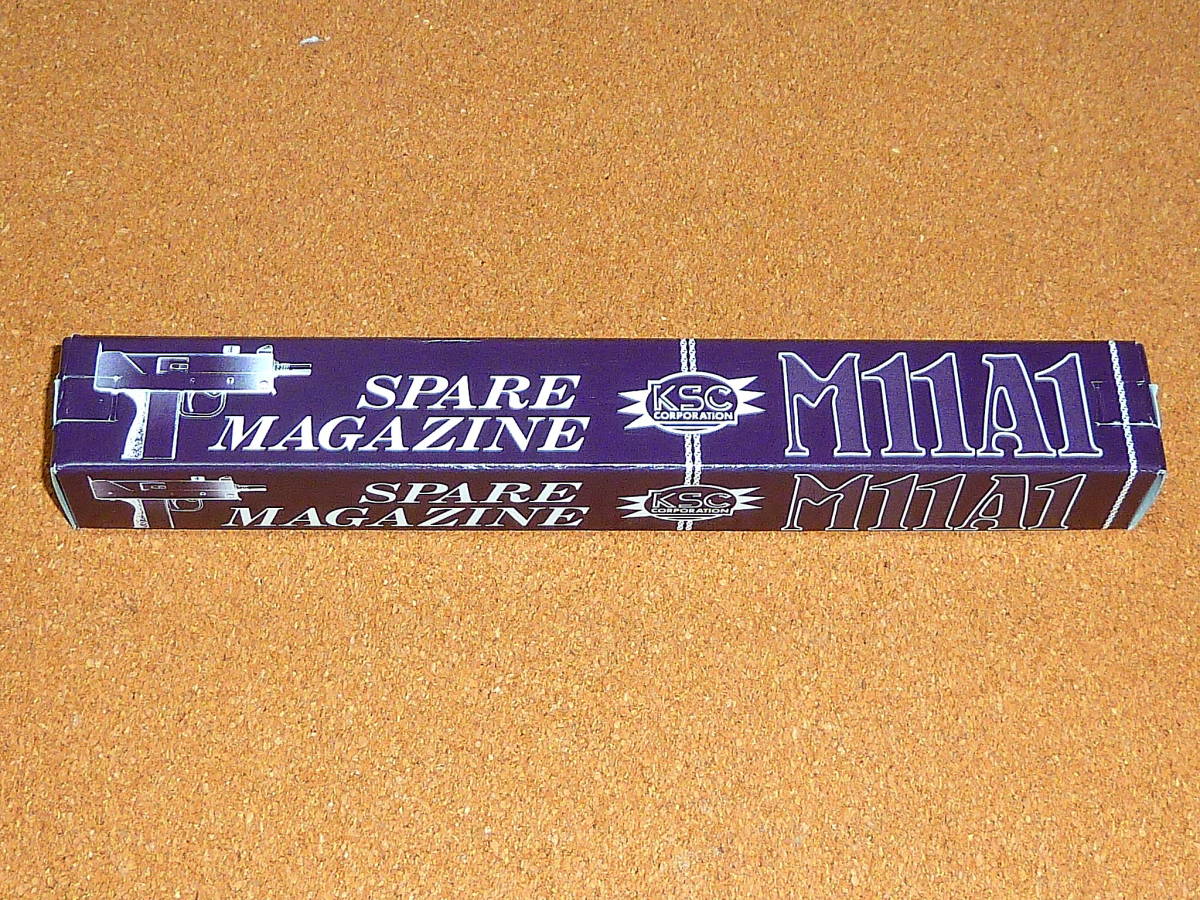 SPARE
MAGAZINE
KSC
CORPORATION
M11A1
SPARE
MAGAZINE
KSC
CORPORATION
M11A1